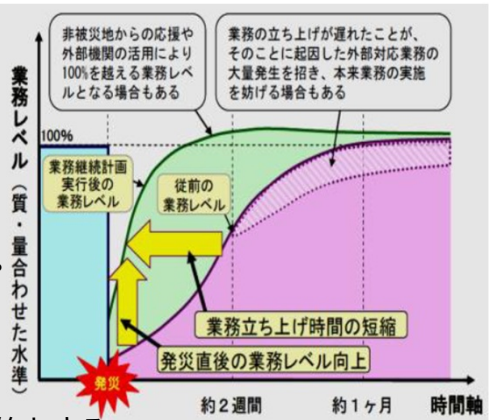 非被災地からの応援や
外部機関の活用により
100%を越える業務レベ
ルとなる場合もある
業務の立ち上げが遅れたことが、
そのことに起因した外部対応業務の
大量発生を招き、本来業務の実施
を妨げる場合もある
業務レベル（質・量合わせた水準）
100%
業務継続計画
実行後の
業務レベル
従前の
業務レベル
業務立ち上げ時間の短縮
発災直後の業務レベル向上
発災
約２週間
約１ヶ月
時間軸